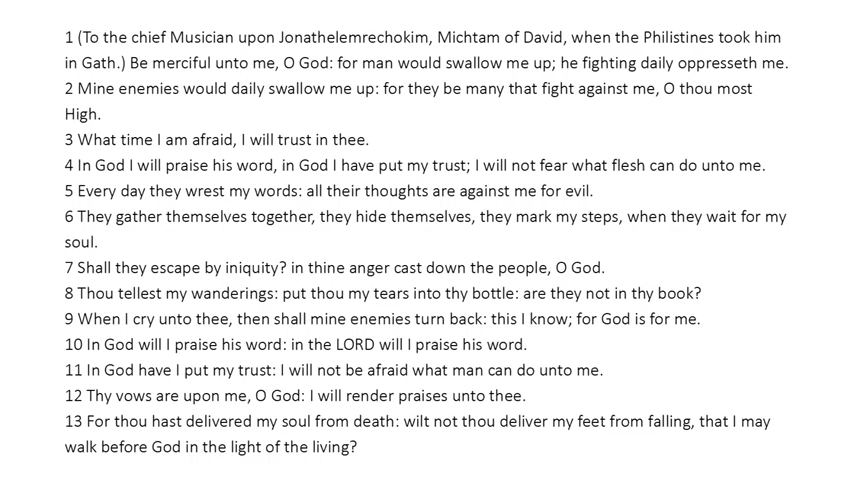 1 (To the chief Musician upon Jonathelemrechokim, Michtam of David, when the Philistines took him
in Gath.) Be merciful unto me, O God: for man would swallow me up; he fighting daily oppresseth me.
2 Mine enemies would daily swallow me up: for they be many that fight against me, O thou most
High.
3 What time I am afraid, I will trust in thee.
4 In God I will praise his word, in God I have put my trust; I will not fear what flesh can do unto me.
5 Every day they wrest my words: all their thoughts are against me for evil.
6 They gather themselves together, they hide themselves, they mark my steps, when they wait for my
soul.
7 Shall they escape by iniquity? in thine anger cast down the people, O God.
8 Thou tellest my wanderings: put thou my tears into thy bottle: are they not in thy book?
9 When I cry unto thee, then shall mine enemies turn back: this I know; for God is for me.
10 In God will I praise his word: in the LORD will I praise his word.
11 In God have I put my trust: I will not be afraid what man can do unto me.
12 Thy vows are upon me, O God: I will render praises unto thee.
13 For thou hast delivered my soul from death: wilt not thou deliver my feet from falling, that I may
walk before God in the light of the living?